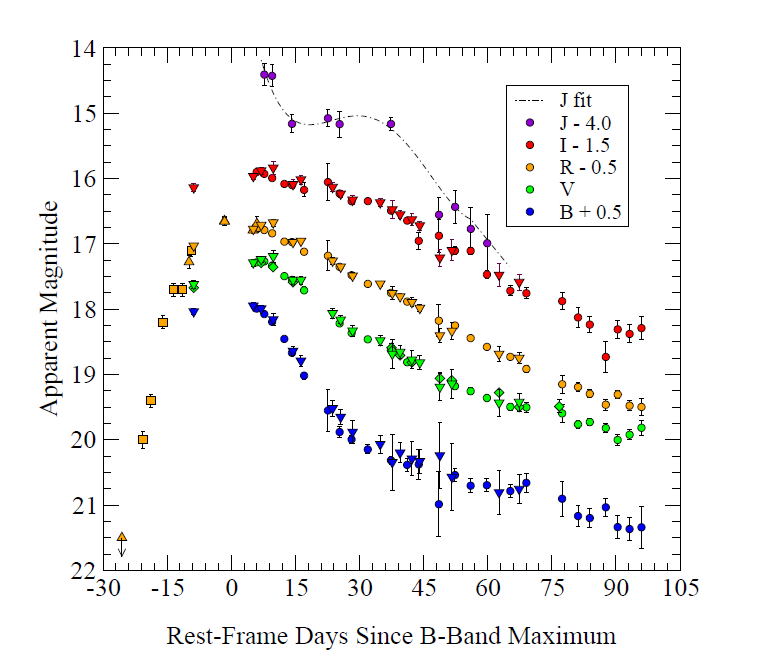 14
15
16
17
18
19
20
21
22
-30 -15 0 15 30 45 60 75 90 105
Apparent Magnitude
Rest-Frame Days Since B-Band Maximum
J fit
J - 4.0
I - 1.5
R - 0.5
V
B + 0.5